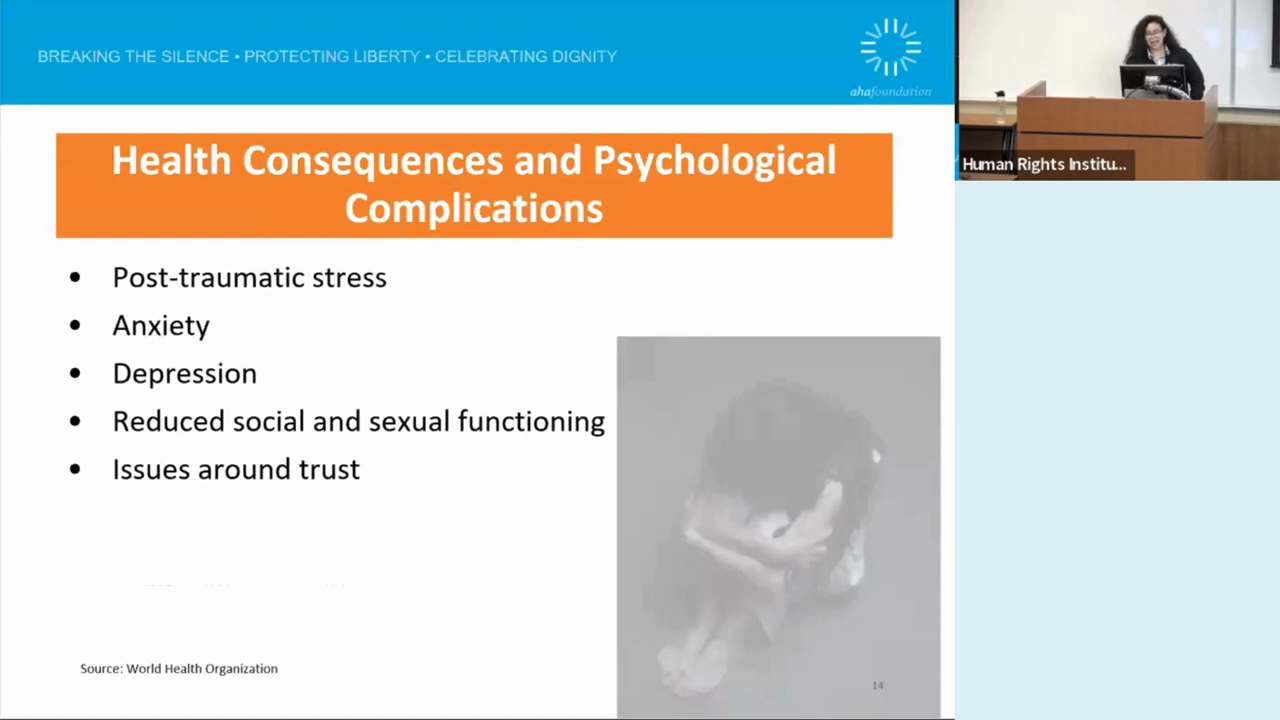 BREAKING THE SILENCE • PROTECTING LIBERTY • CELEBRATING DIGNITY
ahafoundation
Human Rights Institu...
Health Consequences and Psychological
Complications
• Post-traumatic stress
• Anxiety
• Depression
• Reduced social and sexual functioning
• Issues around trust
Source: World Health Organization
14